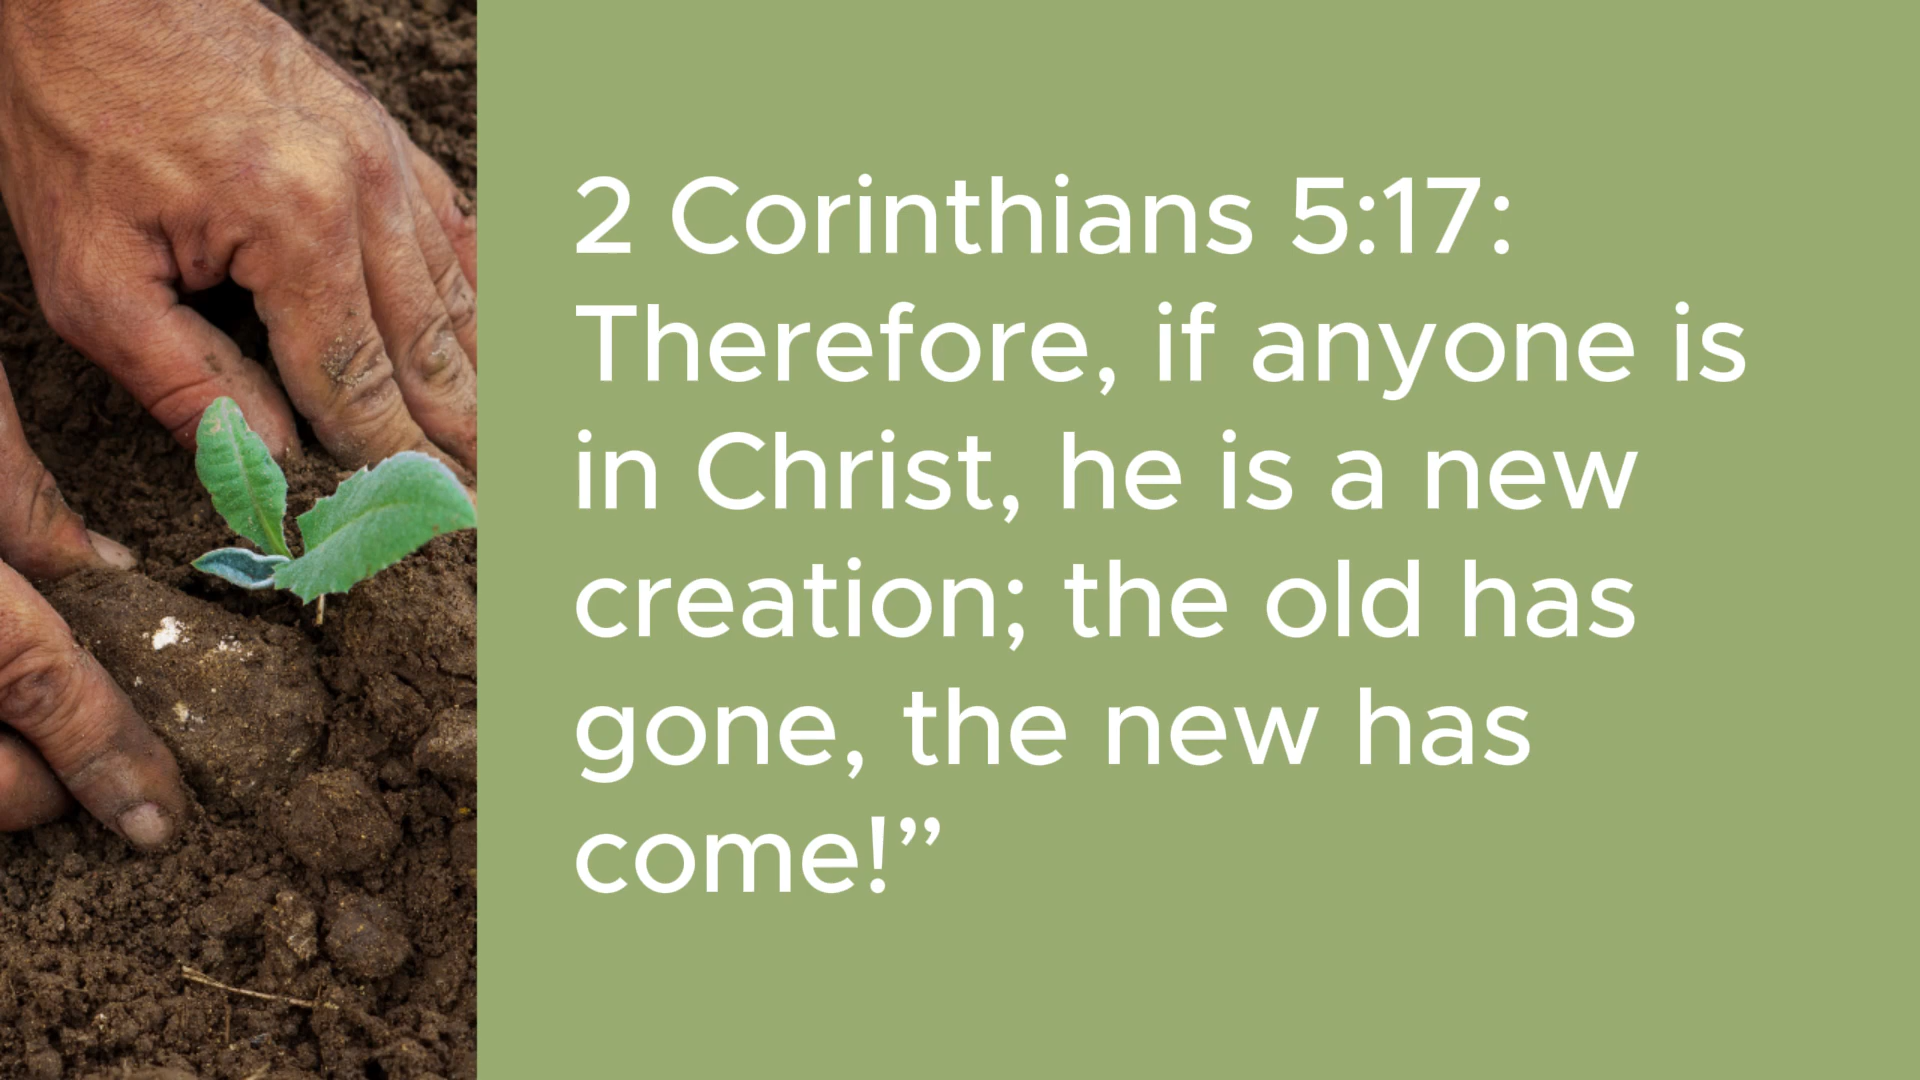 2 Corinthians 5:17:
Therefore, if anyone is
in Christ, he is a new
creation; the old has
gone, the new has
come!”